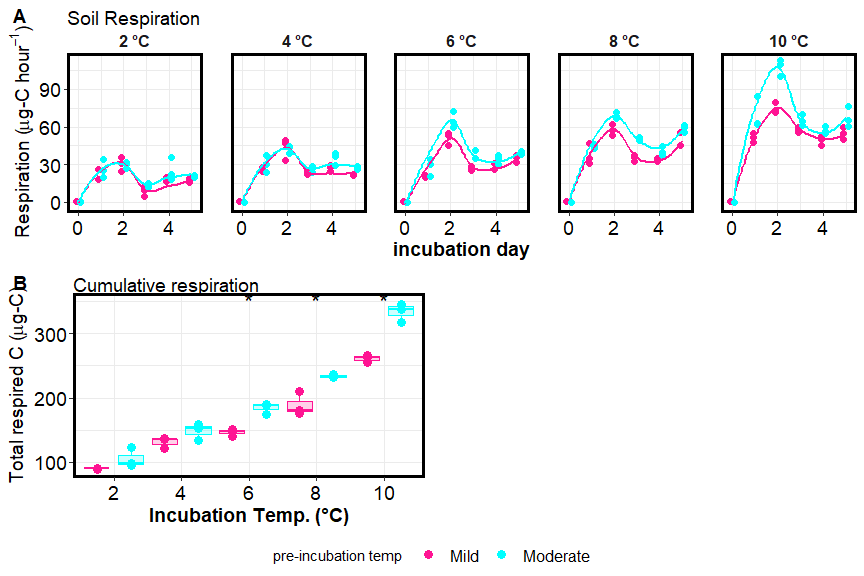 A
Soil Respiration
2 °C 4 °C 6 °C 8 °C 10 °C
Respiration (μg-C hour⁻¹)
90
60
30
0
0 2 4 0 2 4 0 2 4 0 2 4 0 2 4
incubation day
B
Cumulative respiration
* * *
Total respired C (μg-C)
300
200
100
2 4 6 8 10
Incubation Temp. (°C)
pre-incubation temp Mild Moderate